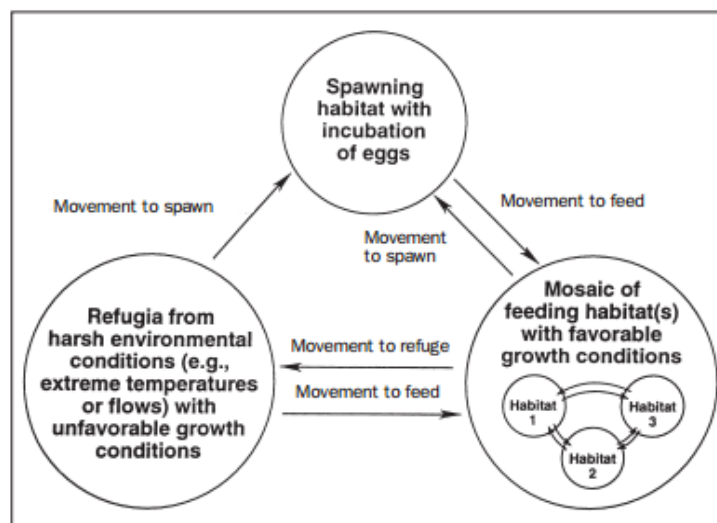 Spawning
habitat with
incubation
of eggs
Movement to spawn
Movement to feed
Movement
to spawn
Refugia from
harsh environmental
conditions (e.g.,
extreme temperatures
or flows) with
unfavorable growth
conditions
Movement to refuge
Movement to feed
Mosaic of
feeding habitat(s)
with favorable
growth conditions
Habitat
1
Habitat
3
Habitat
2